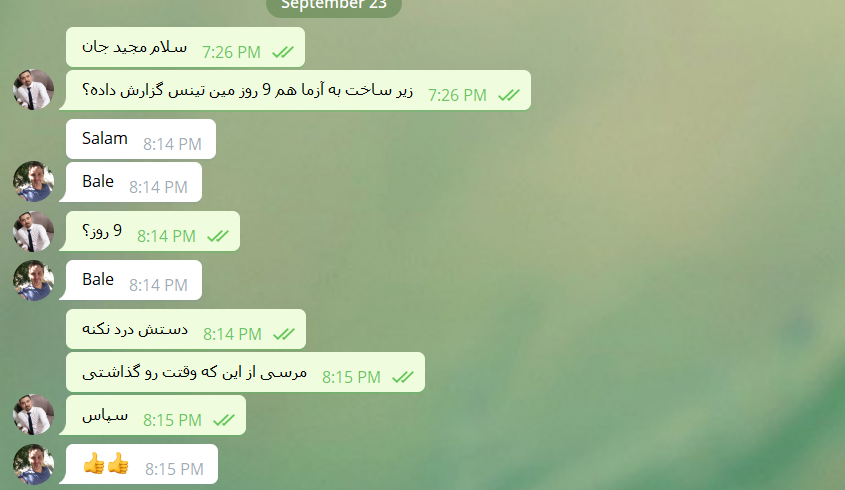 September 23
سلام مجید جان 7:26 PM
زیر ساخت به آزما هم 9 روز مین تینس گزارش داده؟ 7:26 PM
Salam 8:14 PM
Bale 8:14 PM
9 روز؟ 8:14 PM
Bale 8:14 PM
دستش درد نکنه 8:14 PM
مرسی از این که وقتت رو گذاشتی 8:15 PM
سپاس 8:15 PM
👍👍 8:15 PM